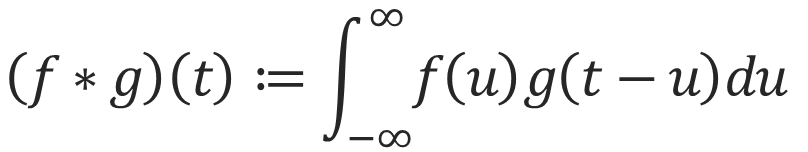 (f ∗ g)(t) ≔ ∫_{−∞}^{∞} f(u)g(t − u)du